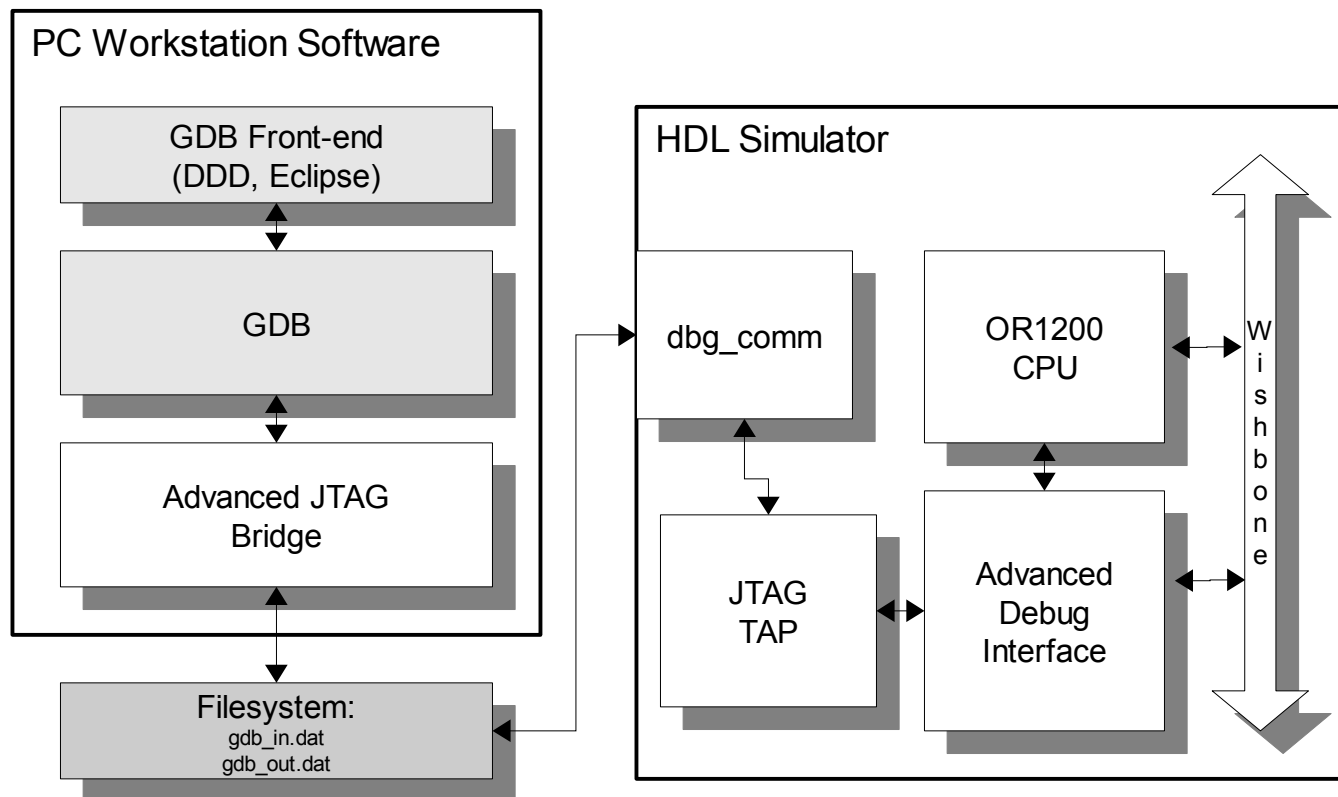 PC Workstation Software
GDB Front-end
(DDD, Eclipse)
GDB
Advanced JTAG
Bridge
Filesystem:
gdb_in.dat
gdb_out.dat
HDL Simulator
dbg_comm
OR1200
CPU
JTAG
TAP
Advanced
Debug
Interface
Wishbone